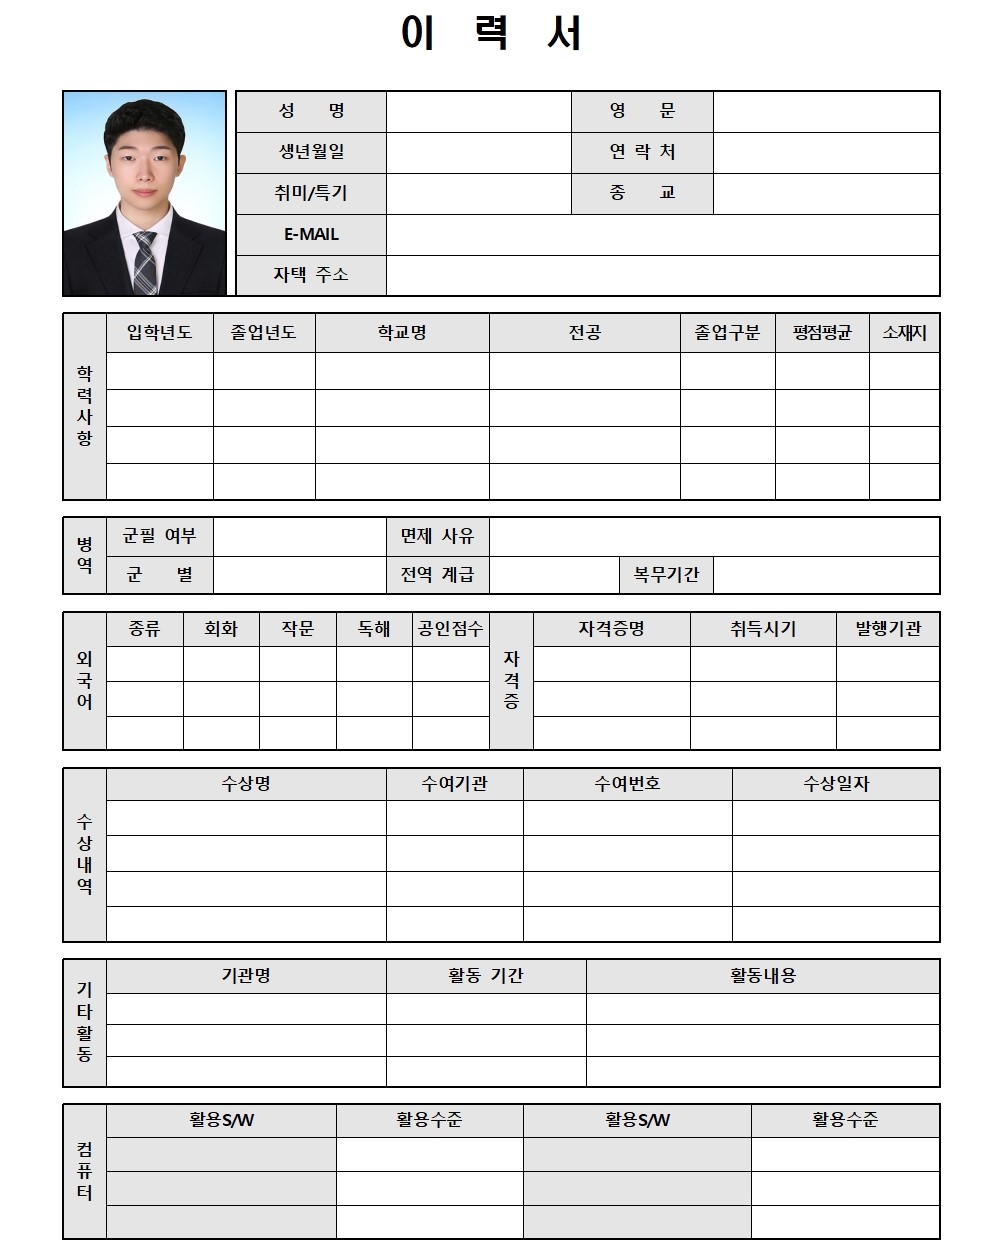 이 력 서
성 명 영 문
생년월일 연 락 처
취미/특기 종 교
E-MAIL
자택 주소
학력사항
입학년도 졸업년도 학교명 전공 졸업구분 평점평균 소재지
병역
군필 여부 면제 사유
군 별 전역 계급 복무기간
외국어
종류 회화 작문 독해 공인점수
자격증
자격증명 취득시기 발행기관
수상내역
수상명 수여기관 수여번호 수상일자
기타활동
기관명 활동 기간 활동내용
컴퓨터
활용S/W 활용수준 활용S/W 활용수준